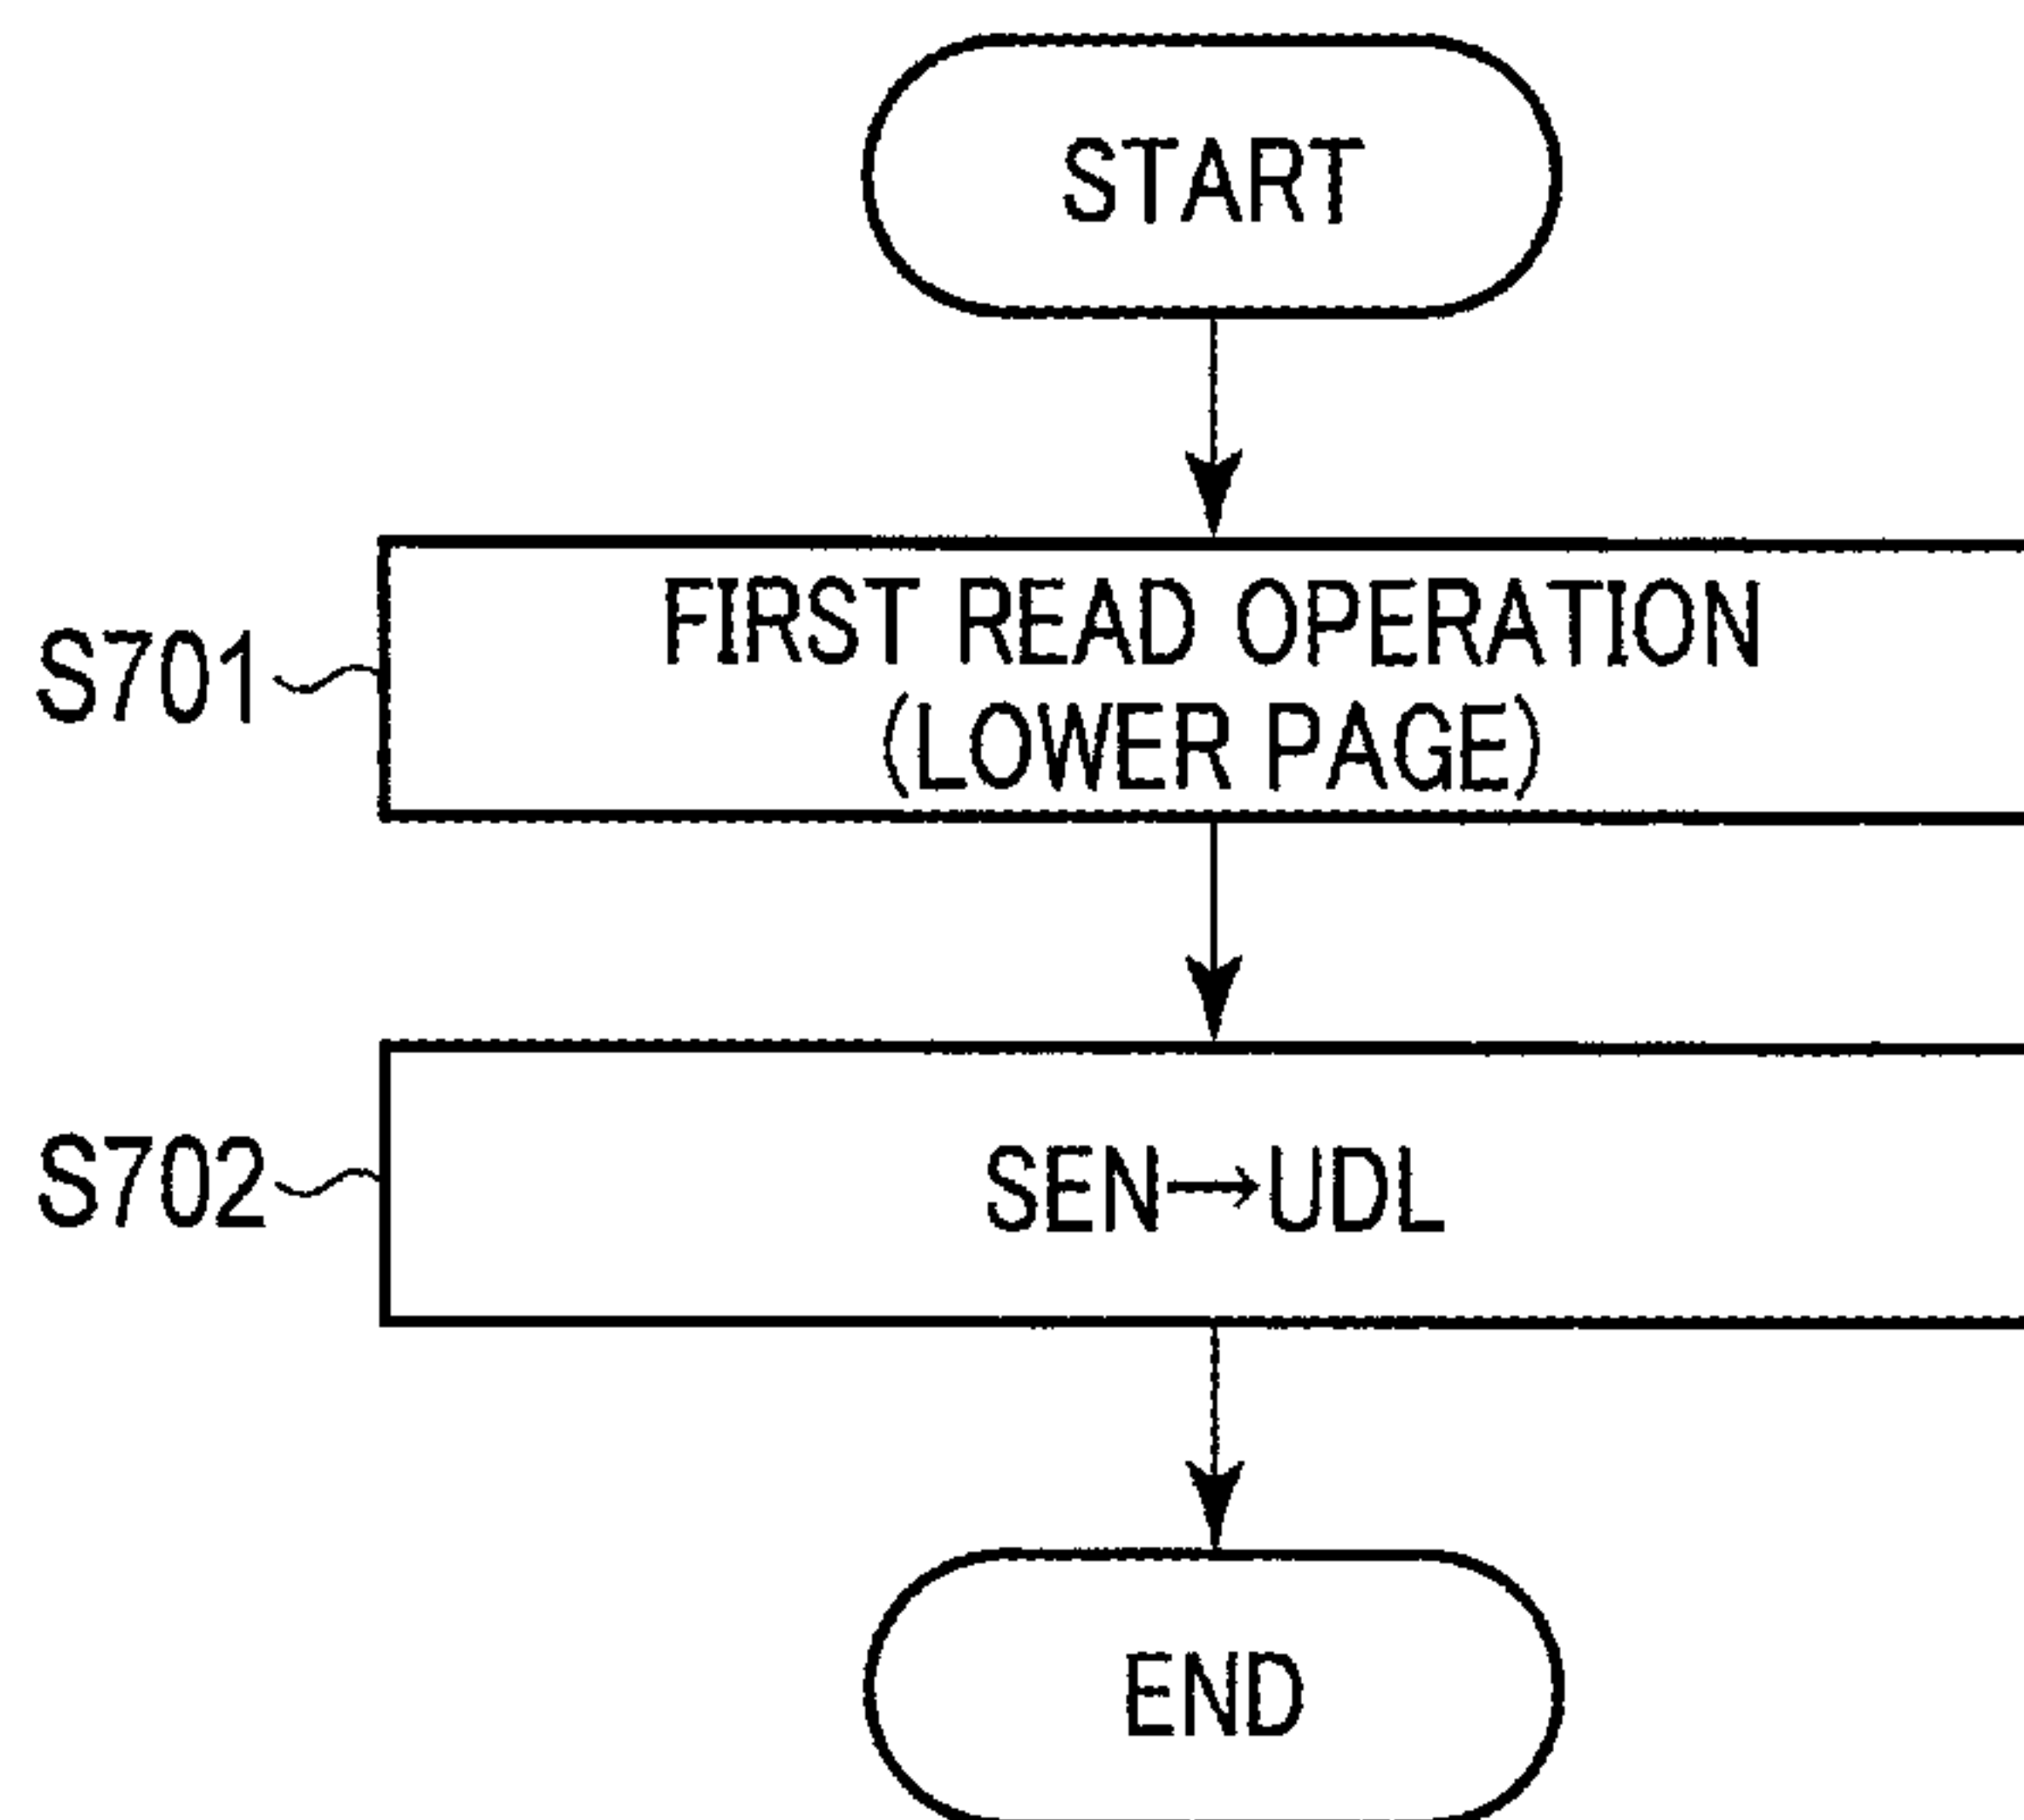 START
S701
FIRST READ OPERATION
(LOWER PAGE)
S702
SEN→UDL
END